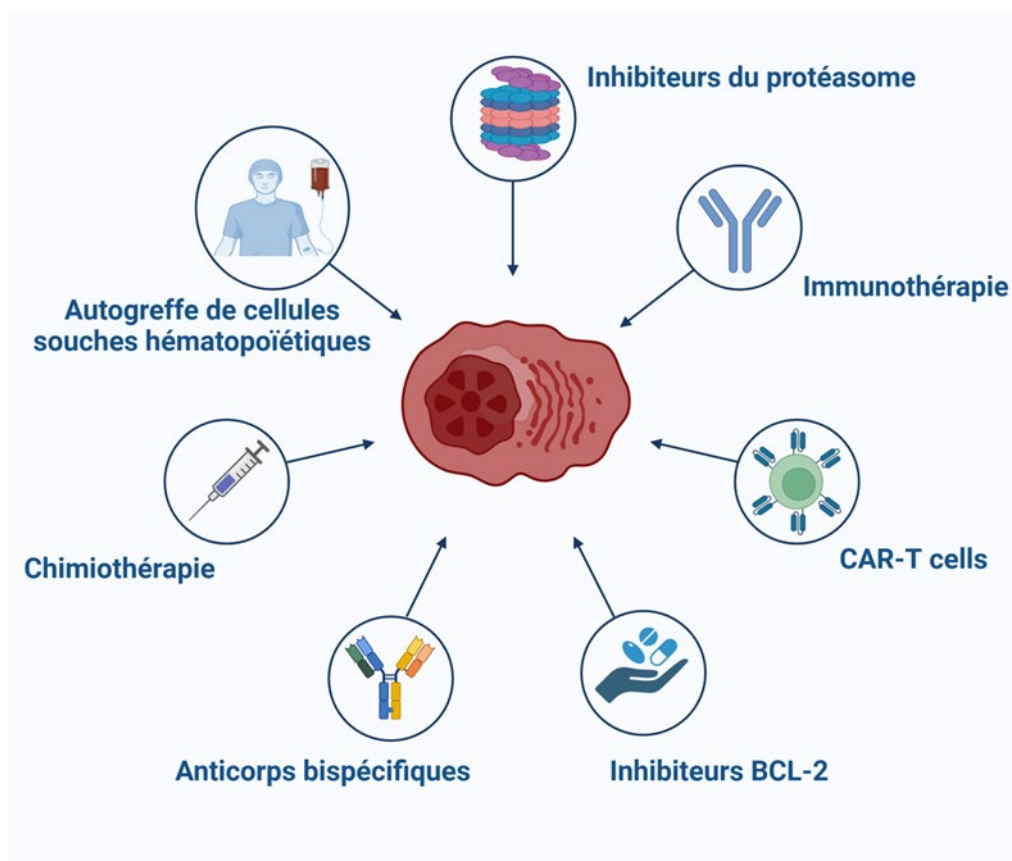 Inhibiteurs du protéasome
Immunothérapie
Autogreffe de cellules
souches hématopoïétiques
CAR-T cells
Chimiothérapie
Anticorps bispécifiques
Inhibiteurs BCL-2